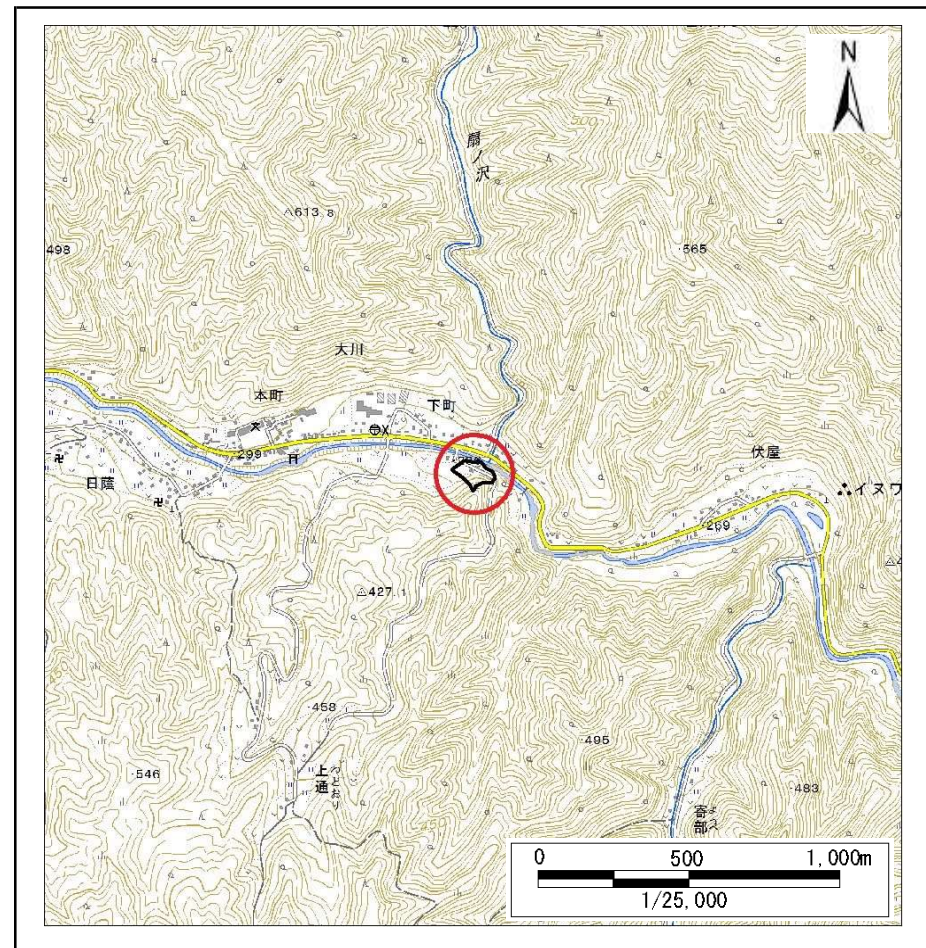 N
扇ノ沢
△613.8
498
500
・565
大川
本町
下町
伏屋
299
日蔭
・269
イヌワ
△427.1
・458
・495
・546
上通
・483
寄部
0 500 1,000m
1/25,000